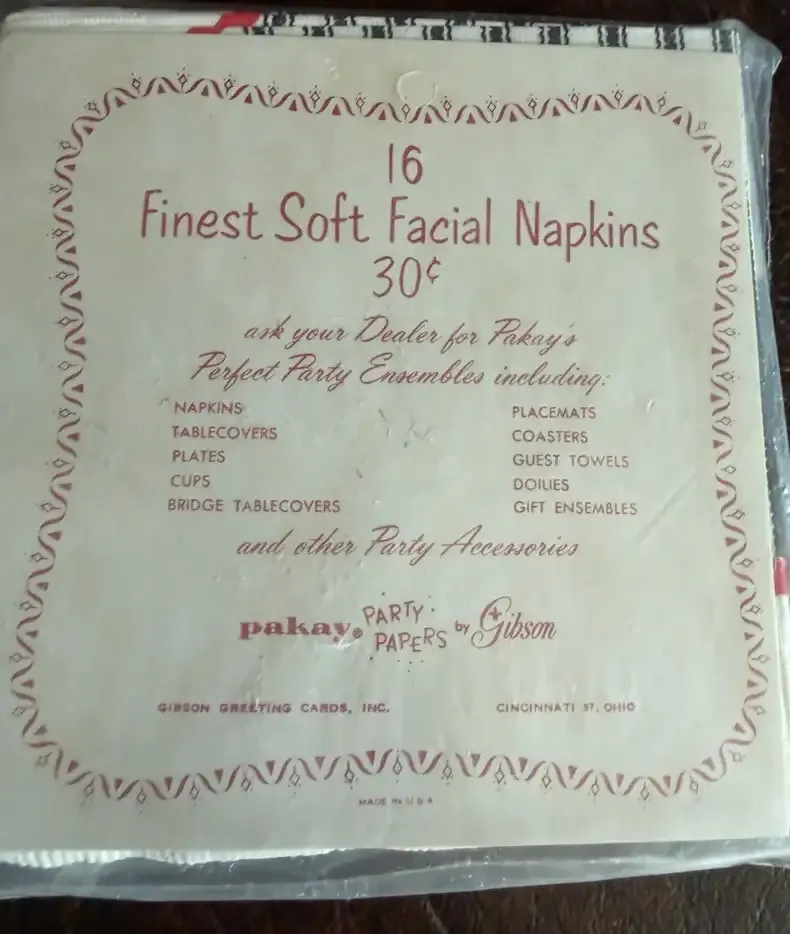 16
Finest Soft Facial Napkins
30¢
ask your Dealer for Pakay's
Perfect Party Ensembles including:
NAPKINS
TABLECOVERS
PLATES
CUPS
BRIDGE TABLECOVERS
PLACEMATS
COASTERS
GUEST TOWELS
DOILIES
GIFT ENSEMBLES
and other Party Accessories
pakay® PARTY PAPERS by Gibson
GIBSON GREETING CARDS, INC. CINCINNATI 37, OHIO
MADE IN U S A